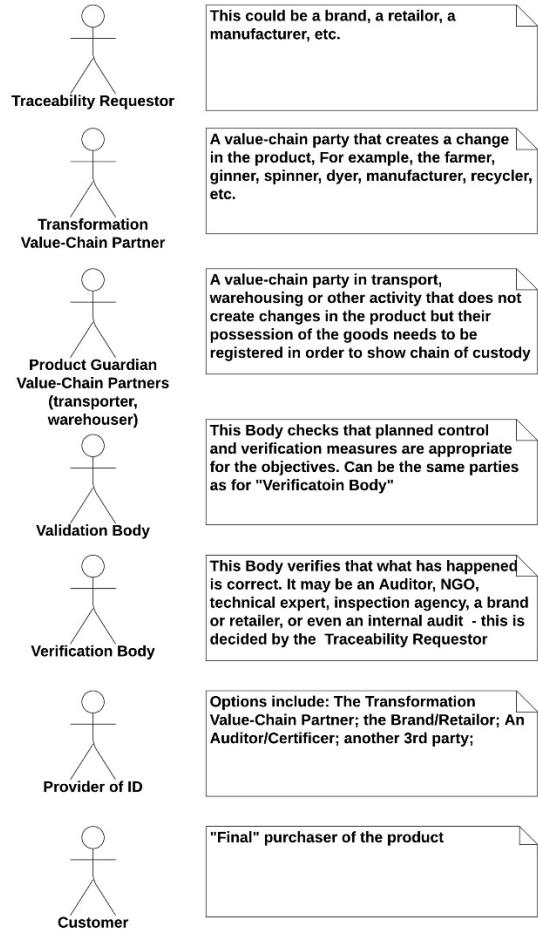 This could be a brand, a retailor, a
manufacturer, etc.
Traceability Requestor
A value-chain party that creates a change
in the product, For example, the farmer,
ginner, spinner, dyer, manufacturer, recycler,
etc.
Transformation
Value-Chain Partner
A value-chain party in transport,
warehousing or other activity that does not
create changes in the product but their
possession of the goods needs to be
registered in order to show chain of custody
Product Guardian
Value-Chain Partners
(transporter,
warehouser)
This Body checks that planned control
and verification measures are appropriate
for the objectives. Can be the same parties
as for "Verificatoin Body"
Validation Body
This Body verifies that what has happened
is correct. It may be an Auditor, NGO,
technical expert, inspection agency, a brand
or retailer, or even an internal audit - this is
decided by the Traceability Requestor
Verification Body
Options include: The Transformation
Value-Chain Partner; the Brand/Retailor; An
Auditor/Certificer; another 3rd party;
Provider of ID
"Final" purchaser of the product
Customer